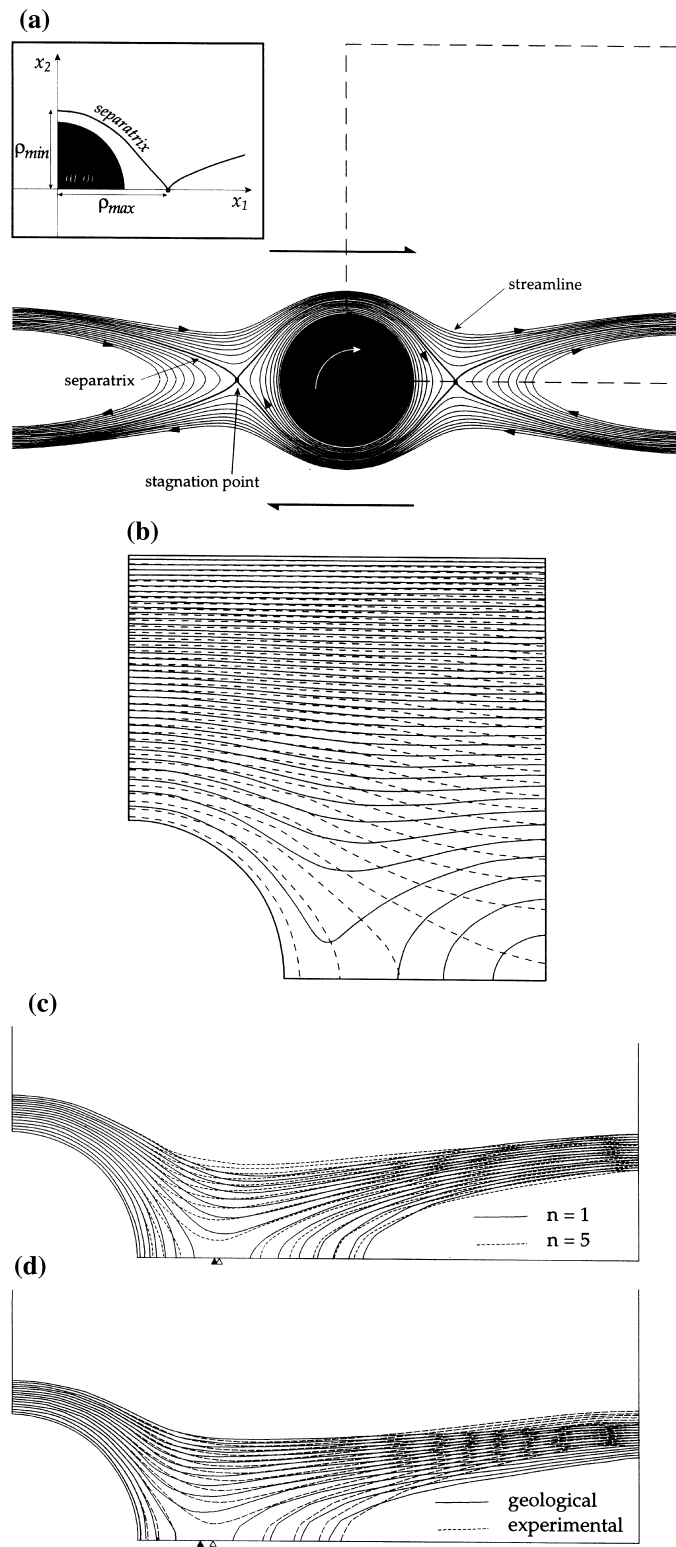 (a)
x₂
separatrix
ρmin
ρmax
x₁
streamline
separatrix
stagnation point
(b)
(c)
n = 1
n = 5
(d)
geological
experimental